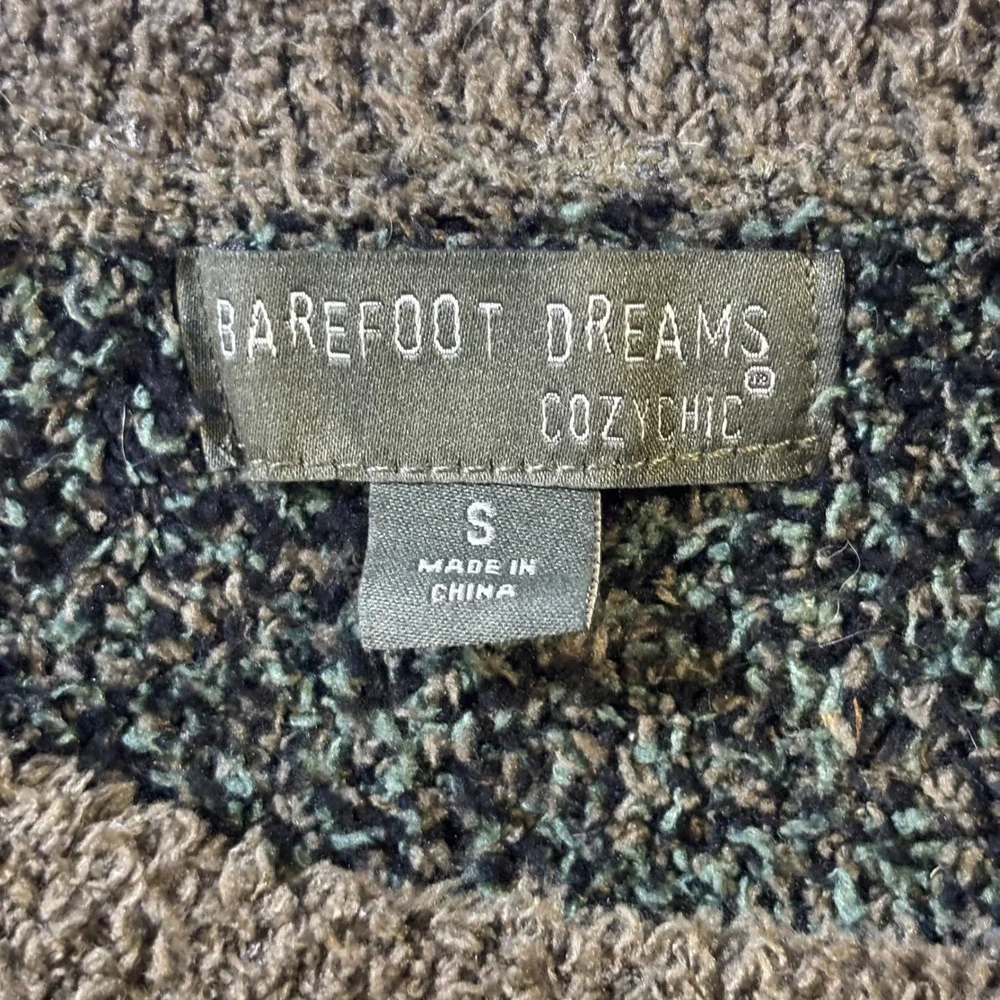 BAREFOOT DREAMS
®
COZYCHIC
S
MADE IN
CHINA